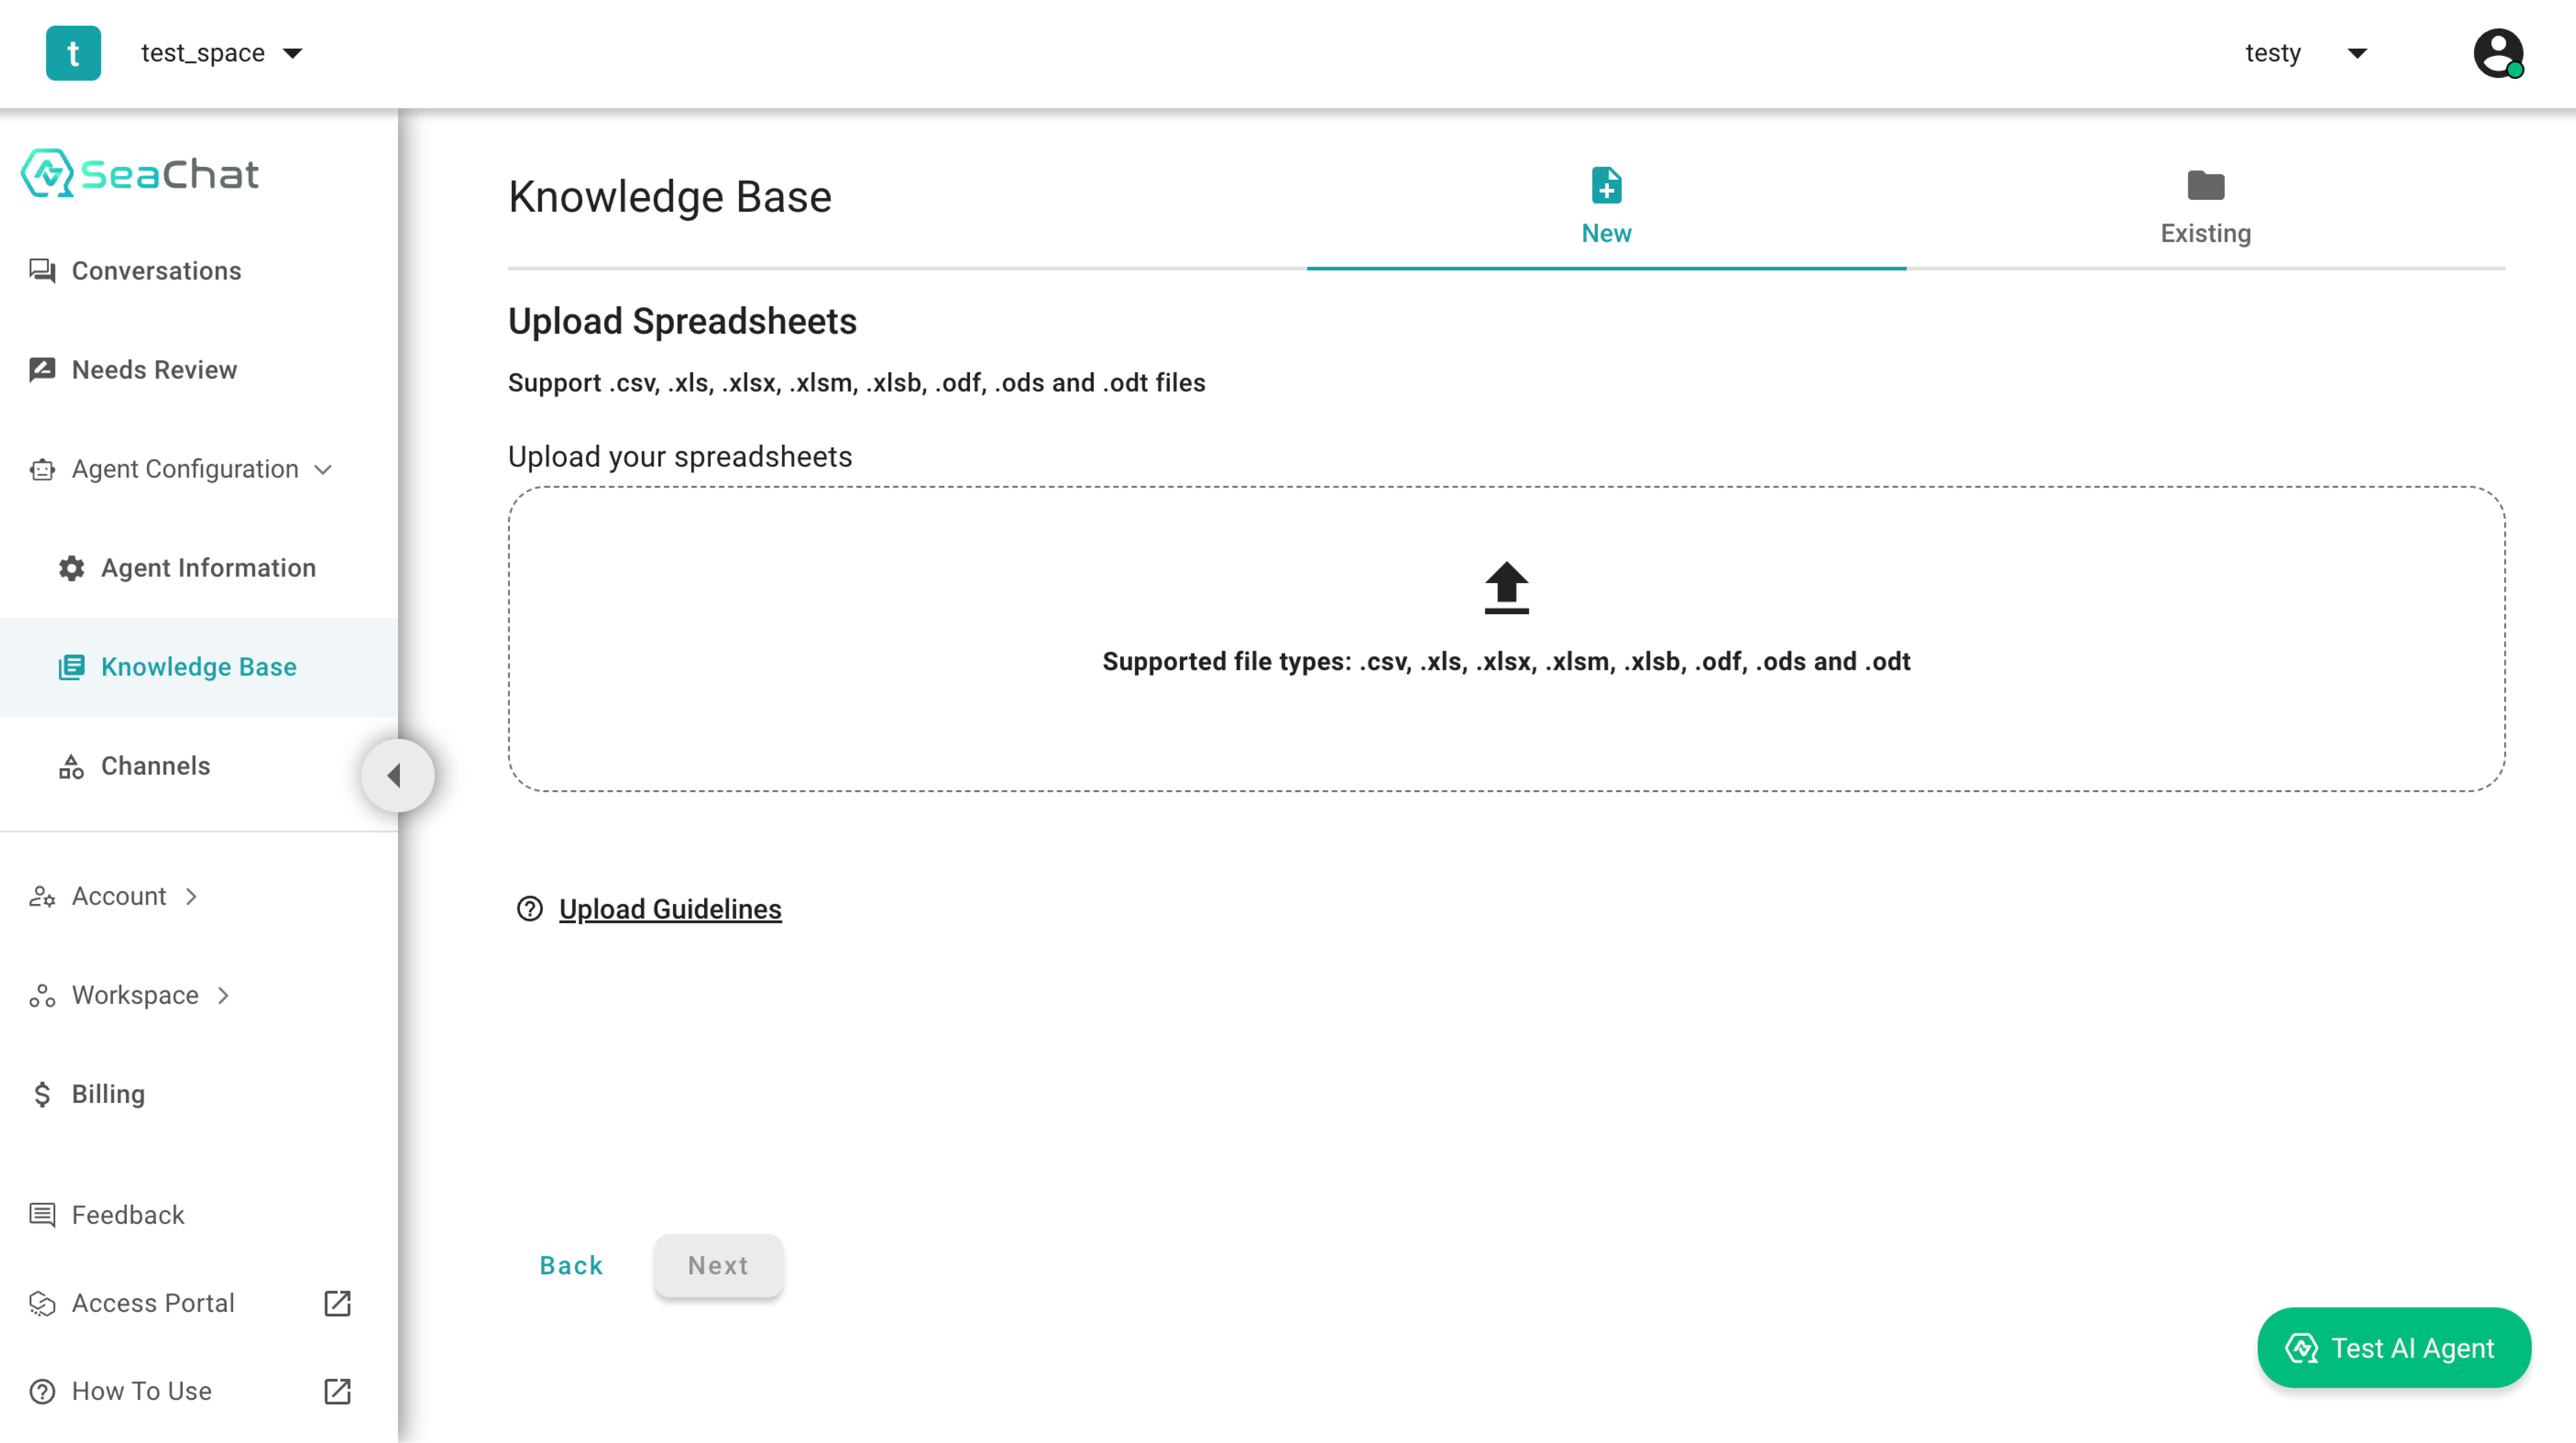 t test_space
testy
SeaChat
Conversations
Needs Review
Agent Configuration
Agent Information
Knowledge Base
Channels
Account
Workspace
Billing
Feedback
Access Portal
How To Use
Knowledge Base
New
Existing
Upload Spreadsheets
Support .csv, .xls, .xlsx, .xlsm, .xlsb, .odf, .ods and .odt files
Upload your spreadsheets
Supported file types: .csv, .xls, .xlsx, .xlsm, .xlsb, .odf, .ods and .odt
Upload Guidelines
Back Next
Test AI Agent